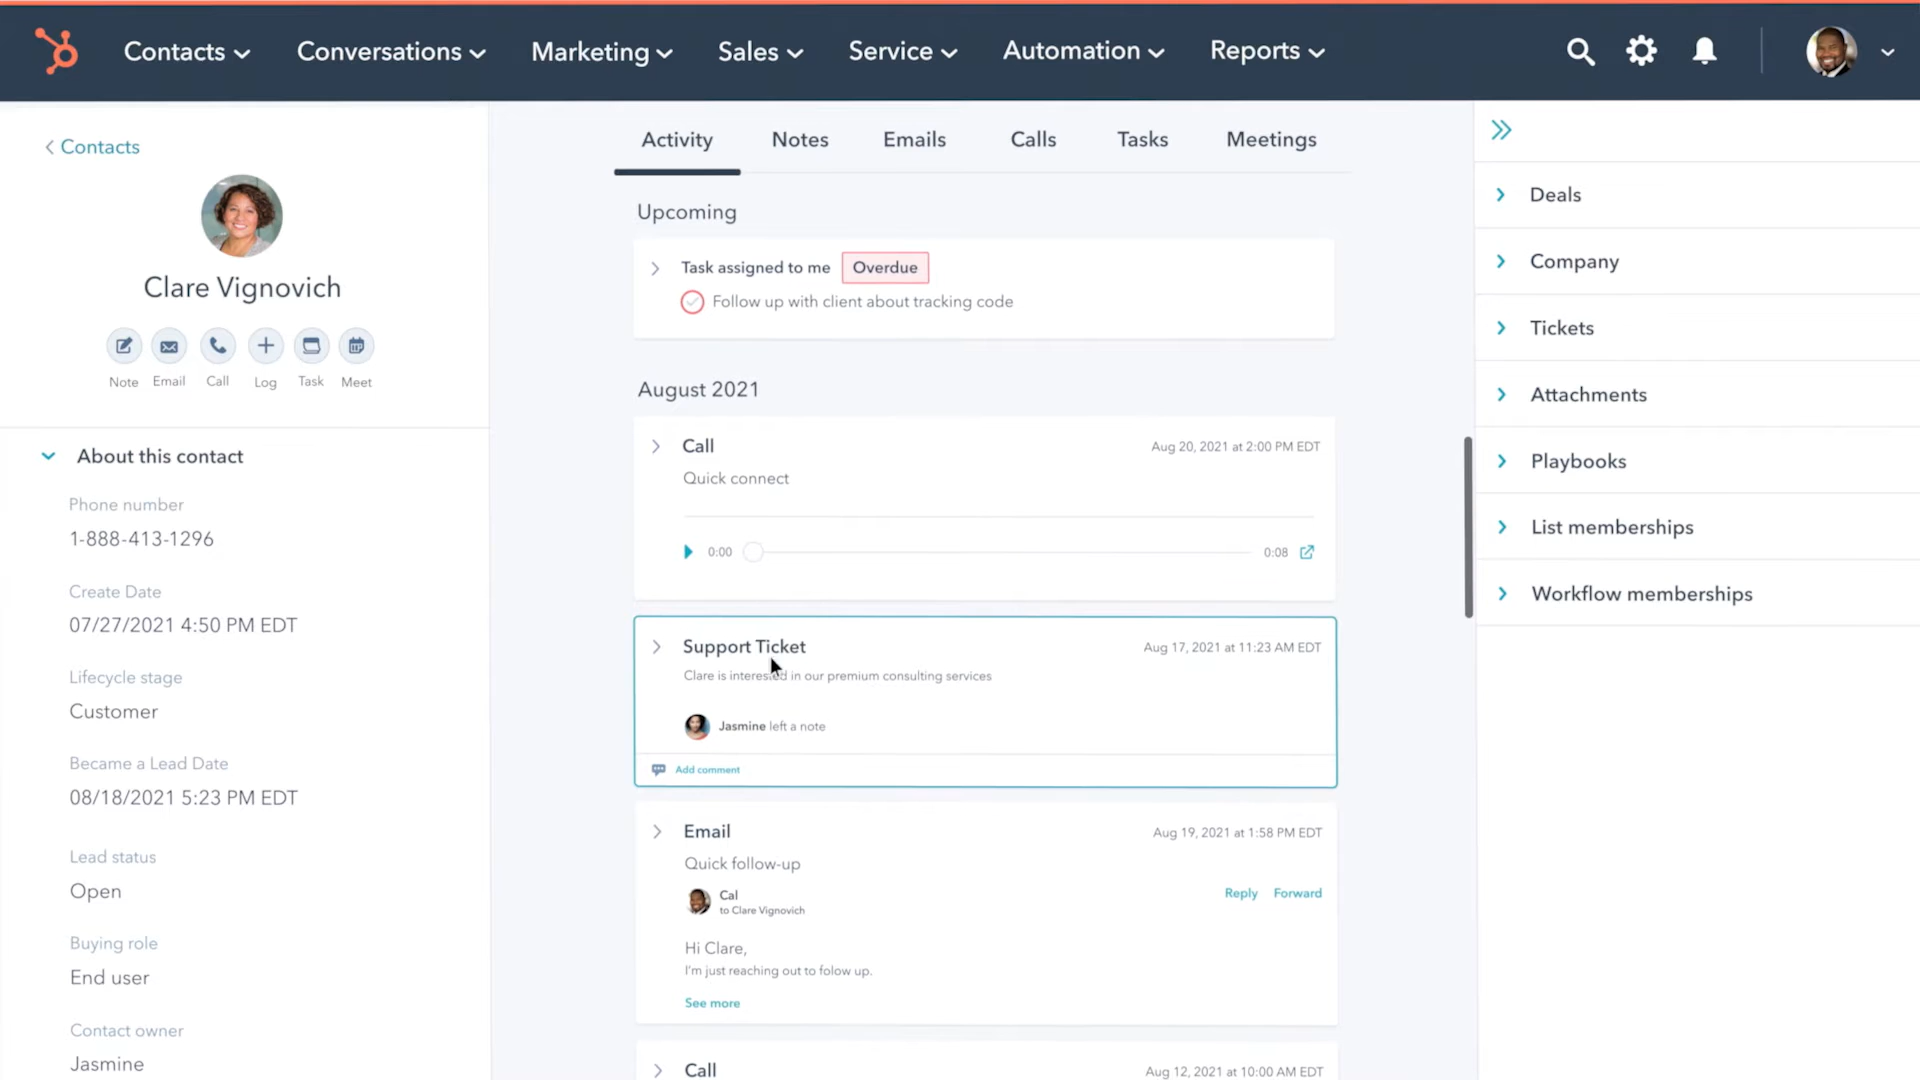 Contacts
Conversations
Marketing
Sales
Service
Automation
Reports
Contacts
Clare Vignovich
Note
Email
Call
Log
Task
Meet
About this contact
Phone number
1-888-413-1296
Create Date
07/27/2021 4:50 PM EDT
Lifecycle stage
Customer
Became a Lead Date
08/18/2021 5:23 PM EDT
Lead status
Open
Buying role
End user
Contact owner
Jasmine
Activity
Notes
Emails
Calls
Tasks
Meetings
Upcoming
Task assigned to me
Overdue
Follow up with client about tracking code
August 2021
Call
Aug 20, 2021 at 2:00 PM EDT
Quick connect
0:00
0:08
Support Ticket
Aug 17, 2021 at 11:23 AM EDT
Clare is interested in our premium consulting services
Jasmine left a note
Add comment
Email
Aug 19, 2021 at 1:58 PM EDT
Quick follow-up
Cal
to Clare Vignovich
Reply
Forward
Hi Clare,
I'm just reaching out to folow up.
See more
Call
Aug 12, 2021 at 10:00 AM EDT
Deals
Company
Tickets
Attachments
Playbooks
List memberships
Workflow memberships